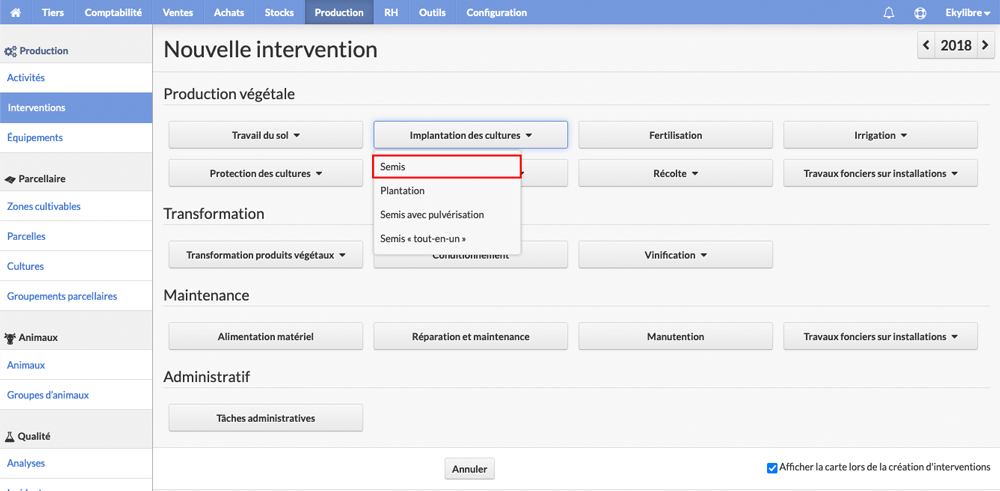 Tiers Comptabilité Ventes Achats Stocks Production RH Outils Configuration Ekylibre
Production
Activités
Interventions
Équipements
Parcellaire
Zones cultivables
Parcelles
Cultures
Groupements parcellaires
Animaux
Animaux
Groupes d'animaux
Qualité
Analyses
Nouvelle intervention
2018
Production végétale
Travail du sol Implantation des cultures Fertilisation Irrigation
Semis
Plantation
Semis avec pulvérisation
Semis « tout-en-un »
Protection des cultures Récolte Travaux fonciers sur installations
Transformation
Transformation produits végétaux Conditionnement Vinification
Maintenance
Alimentation matériel Réparation et maintenance Manutention Travaux fonciers sur installations
Administratif
Tâches administratives
Annuler
Afficher la carte lors de la création d'interventions